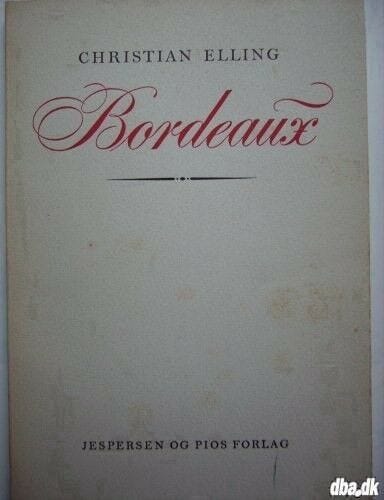 CHRISTIAN ELLING
Bordeaux
JESPERSEN OG PIOS FORLAG
dba.dk